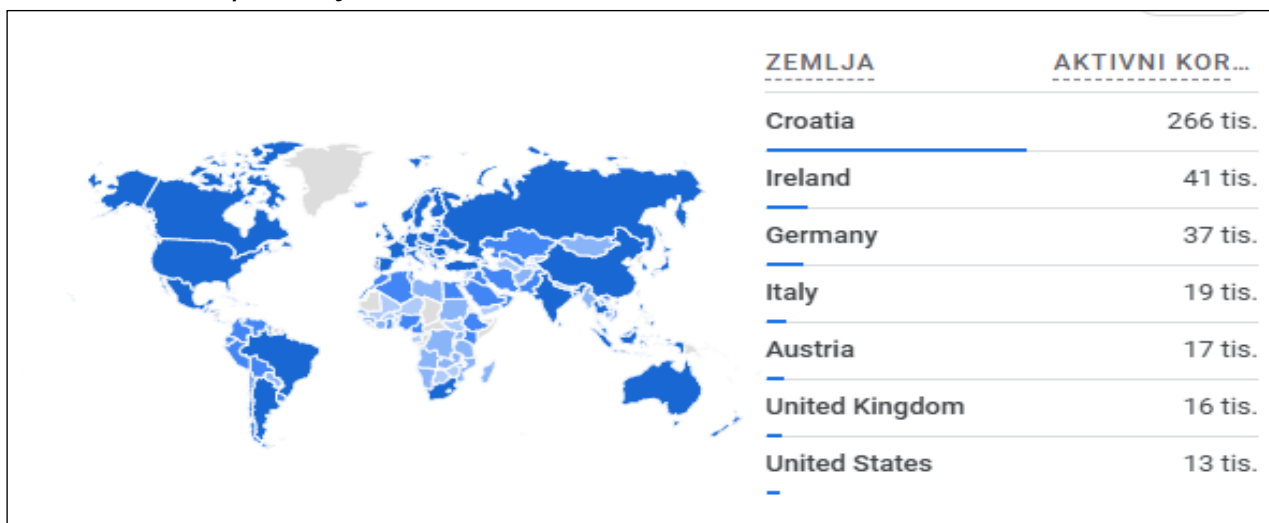 ZEMLJA AKTIVNI KOR...
Croatia 266 tis.
Ireland 41 tis.
Germany 37 tis.
Italy 19 tis.
Austria 17 tis.
United Kingdom 16 tis.
United States 13 tis.